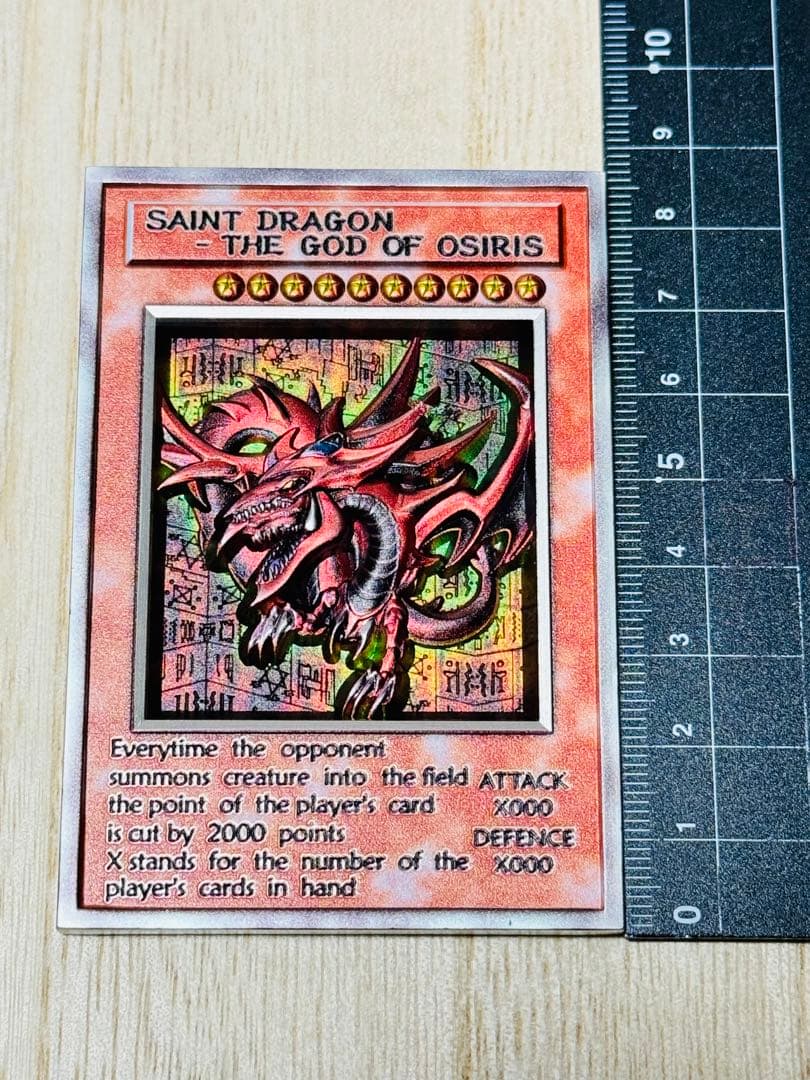 SAINT DRAGON
- THE GOD OF OSIRIS
Everytime the opponent
summons creature into the field
the point of the player's card
is cut by 2000 points
X stands for the number of the
player's cards in hand
ATTACK
X000
DEFENCE
X000
10
9
8
7
6
5
4
3
2
1
0